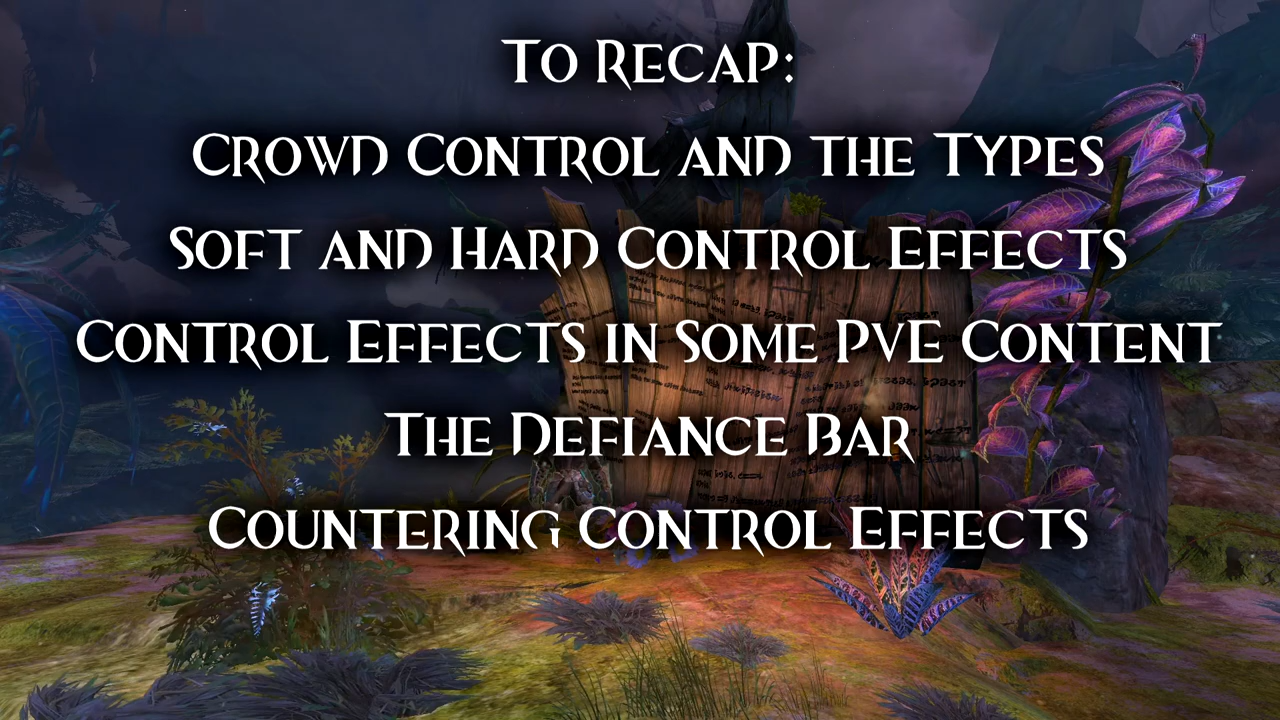 To Recap:
Crowd Control and the Types
Soft and Hard Control Effects
Control Effects in Some PvE Content
The Defiance Bar
Countering Control Effects